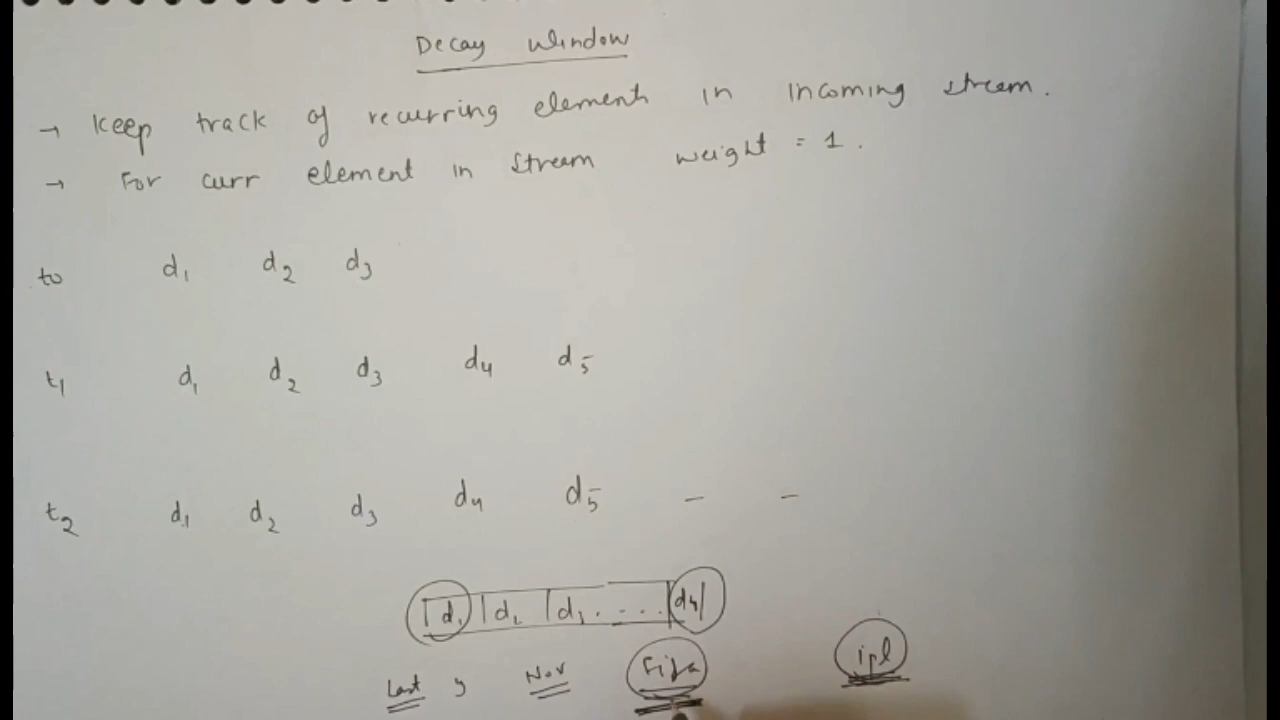 Decay Window
→ Keep track of recurring element in incoming stream.
→ For curr element in stream weight = 1.
to d1 d2 d3
t1 d1 d2 d3 d4 d5
t2 d1 d2 d3 d4 d5 - -
d1 d2 d3 . . . . d4
Last y Nov Fifa ipl